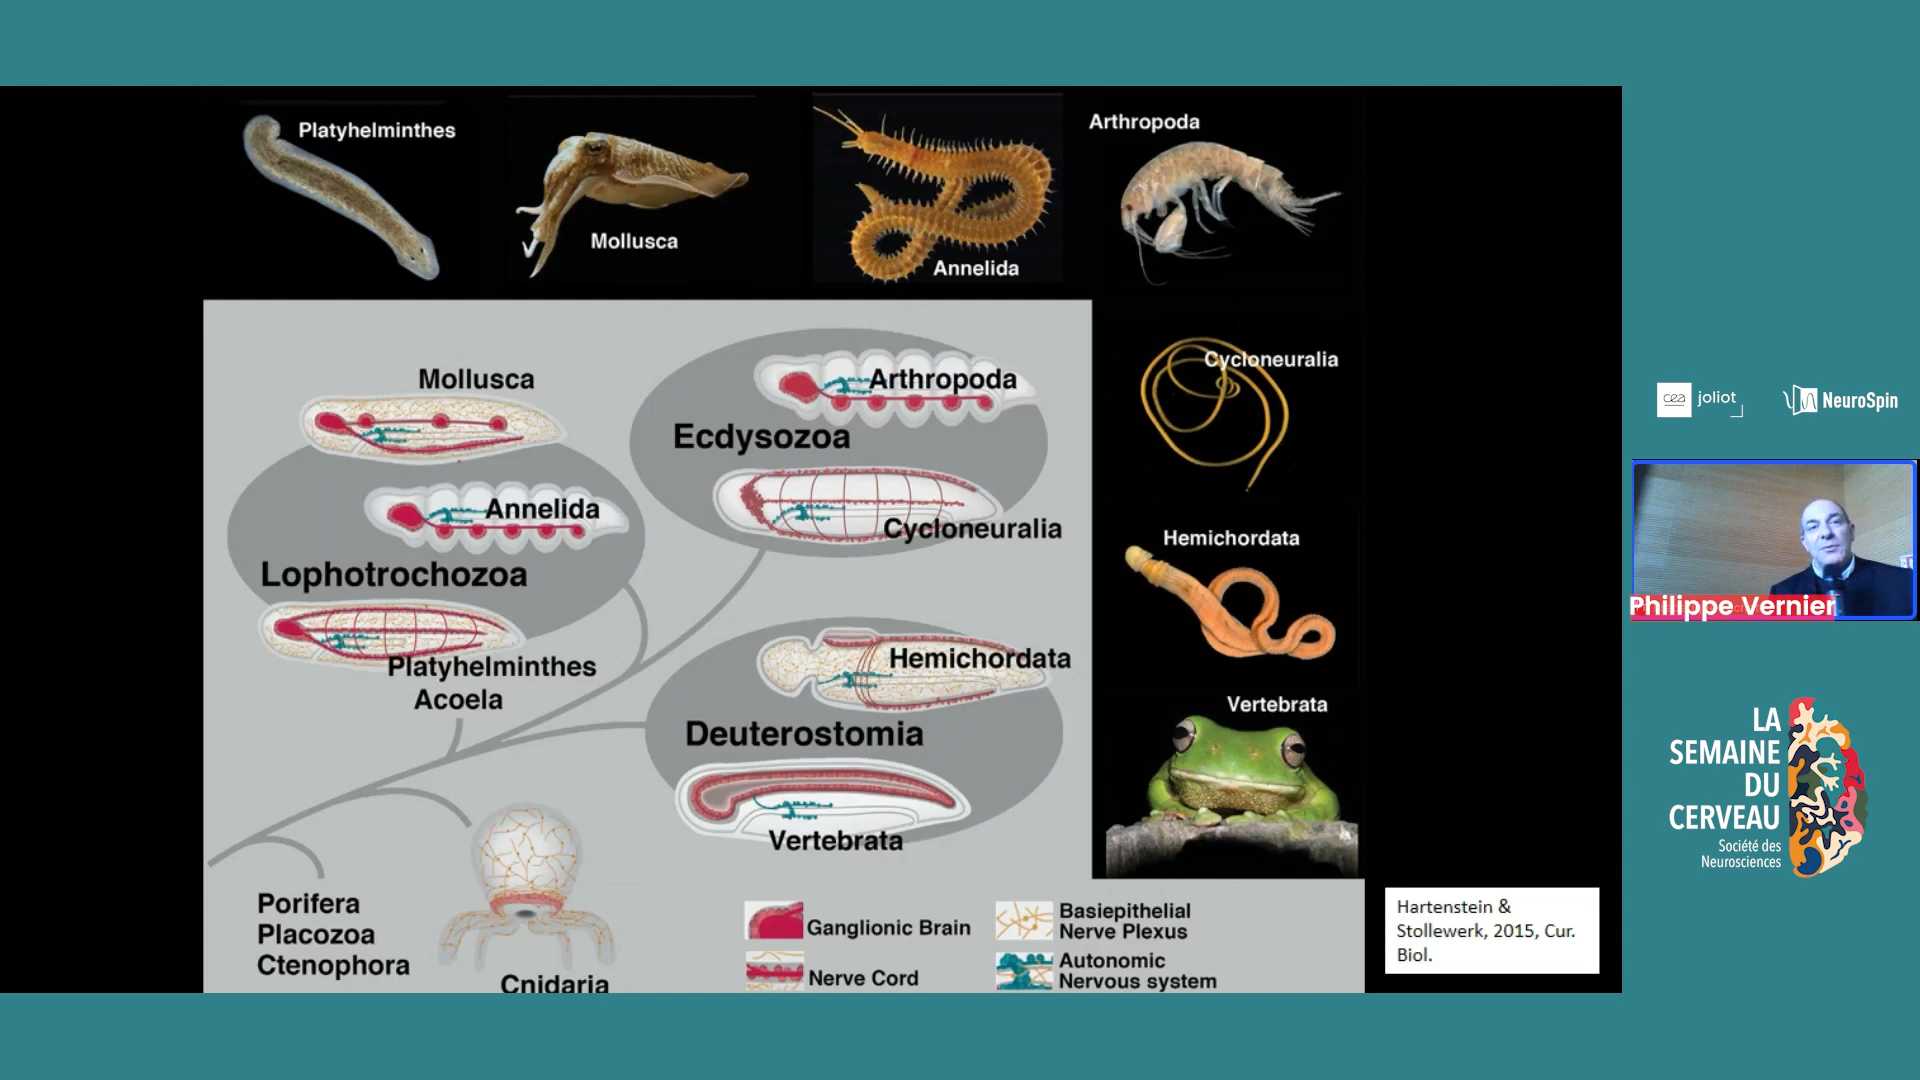 Platyhelminthes
Mollusca
Annelida
Arthropoda
Mollusca
Arthropoda
Ecdysozoa
Cycloneuralia
Annelida
Lophotrochozoa
Platyhelminthes
Acoela
Hemichordata
Deuterostomia
Vertebrata
Porifera
Placozoa
Ctenophora
Cnidaria
Ganglionic Brain
Nerve Cord
Basiepithelial
Nerve Plexus
Autonomic
Nervous system
Cycloneuralia
Hemichordata
Vertebrata
Hartenstein &
Stollewerk, 2015, Cur.
Biol.
cea joliot
NeuroSpin
Philippe Vernier
LA
SEMAINE
DU
CERVEAU
Société des
Neurosciences